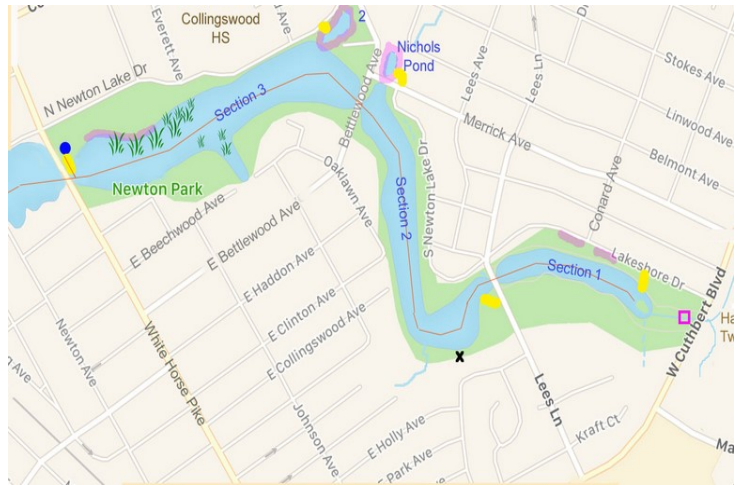 Collingswood
HS
2
Nichols
Pond
Everett Ave
N Newton Lake Dr
Section 3
Bettlewood Ave
Lees Ave
Lees Ln
Stokes Ave
Linwood Ave
Merrick Ave
Belmont Ave
Newton Park
Oaklawn Ave
Section 2
S Newton Lake Dr
Conard Ave
E Beechwood Ave
E Bettlewood Ave
Section 1
Lakeshore Dr
E Haddon Ave
E Clinton Ave
E Collingswood Ave
W Cuthbert Blvd
Newton Ave
White Horse Pike
x
Johnson Ave
Lees Ln
E Holly Ave
E Park Ave
Kraft Ct